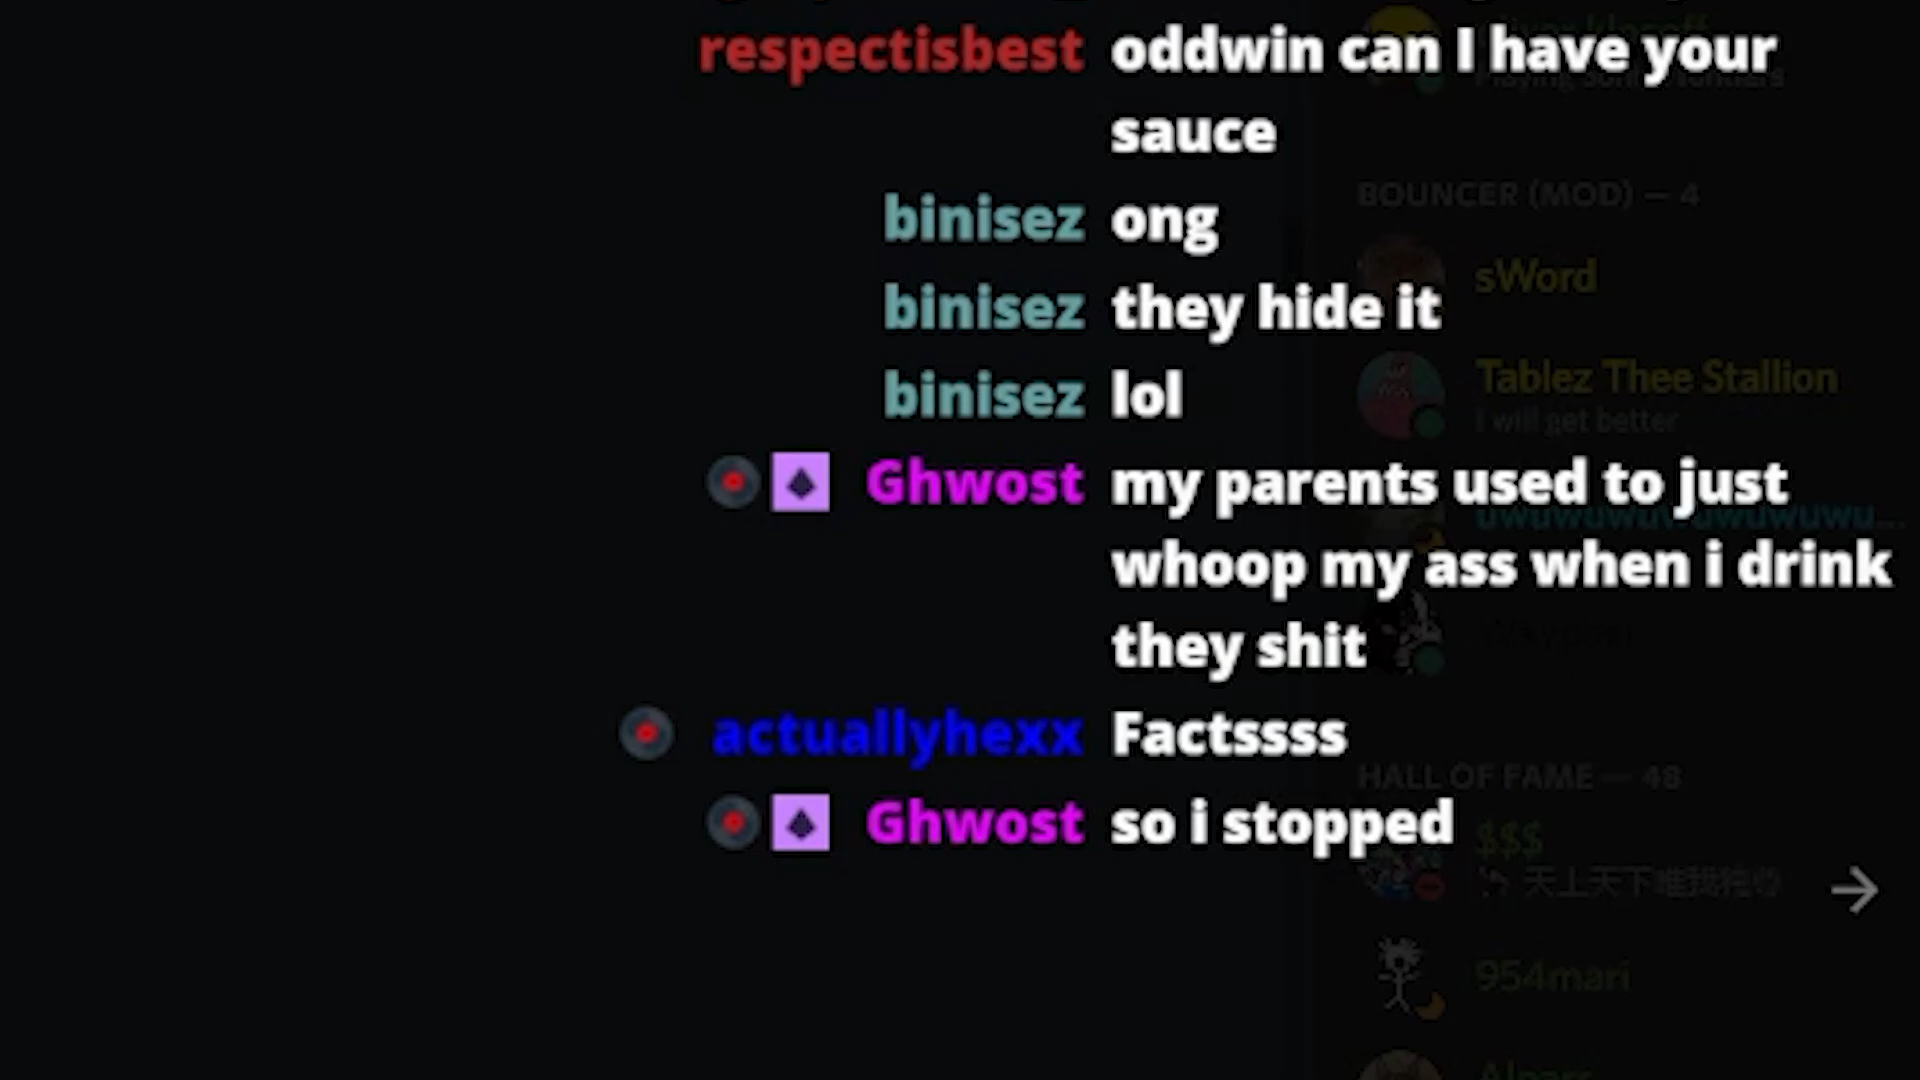 respectisbest oddwin can I have your
sauce
BOUNCER (MOD) — 4
binisez ong
sWord
binisez they hide it
Tablez Thee Stallion
binisez lol
I will get better
Ghwost my parents used to just
whoop my ass when i drink
they shit
actuallyhexx Factssss
HALL OF FAME — 48
Ghwost so i stopped
$$$
954mari